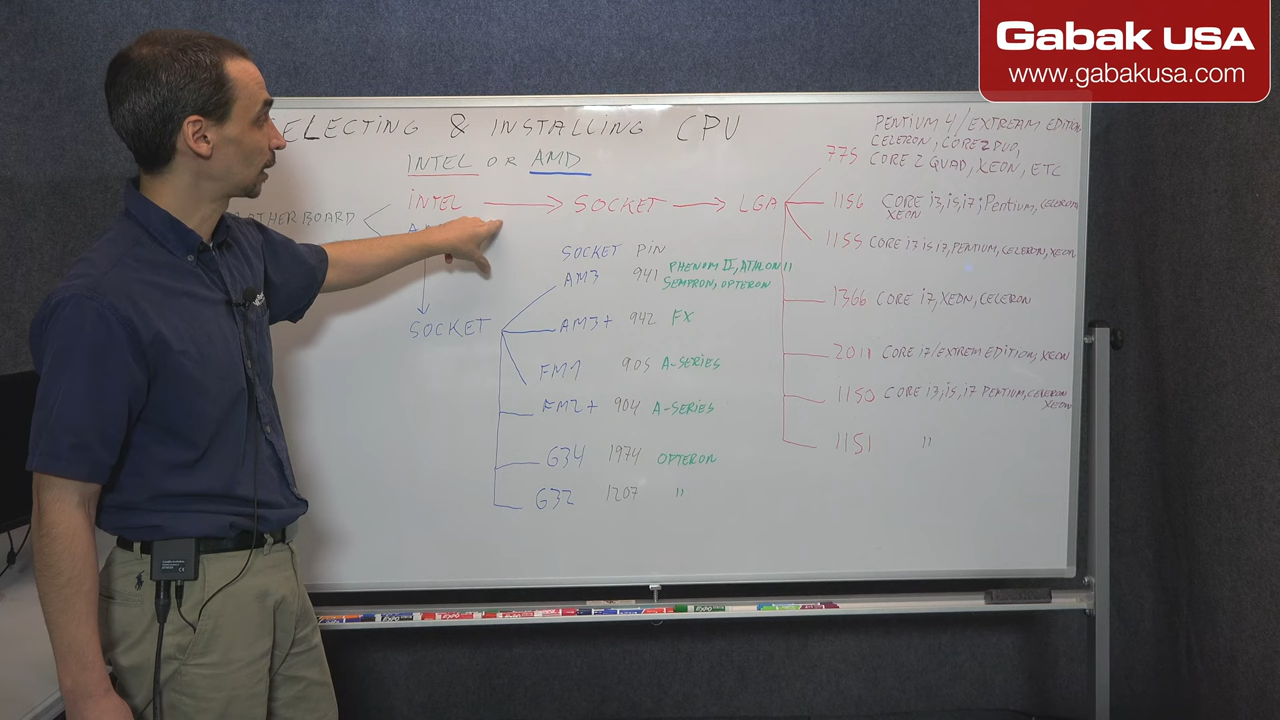 Gabak USA
www.gabakusa.com
ELECTING & INSTALLING CPU
INTEL OR AMD
INTEL → SOCKET → LGA
SOCKET
SOCKET PIN
AM3 941 PHENOM II, ATHLON II
SEMPRON, OPTERON
AM3+ 942 FX
FM1 905 A-SERIES
FM2+ 904 A-SERIES
G34 1974 OPTERON
G32 1207 "
775 PENTIUM 4/EXTREAM EDITION
CELERON, CORE 2 DUO,
CORE 2 QUAD, XEON, ETC
1156 CORE i3, i5, i7, PENTIUM, CELERON
XEON
1155 CORE i7 i5 i7, PENTIUM, CELERON, XEON
1366 CORE i7, XEON, CELERON
2011 CORE i7/EXTREM EDITION, XEON
1150 CORE i3, i5, i7 PENTIUM, CELERON
XEON
1151 "